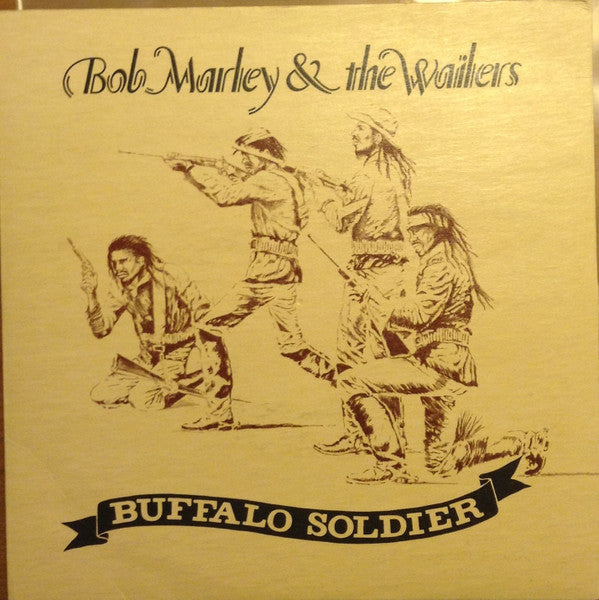 Bob Marley & the Wailers
BUFFALO SOLDIER